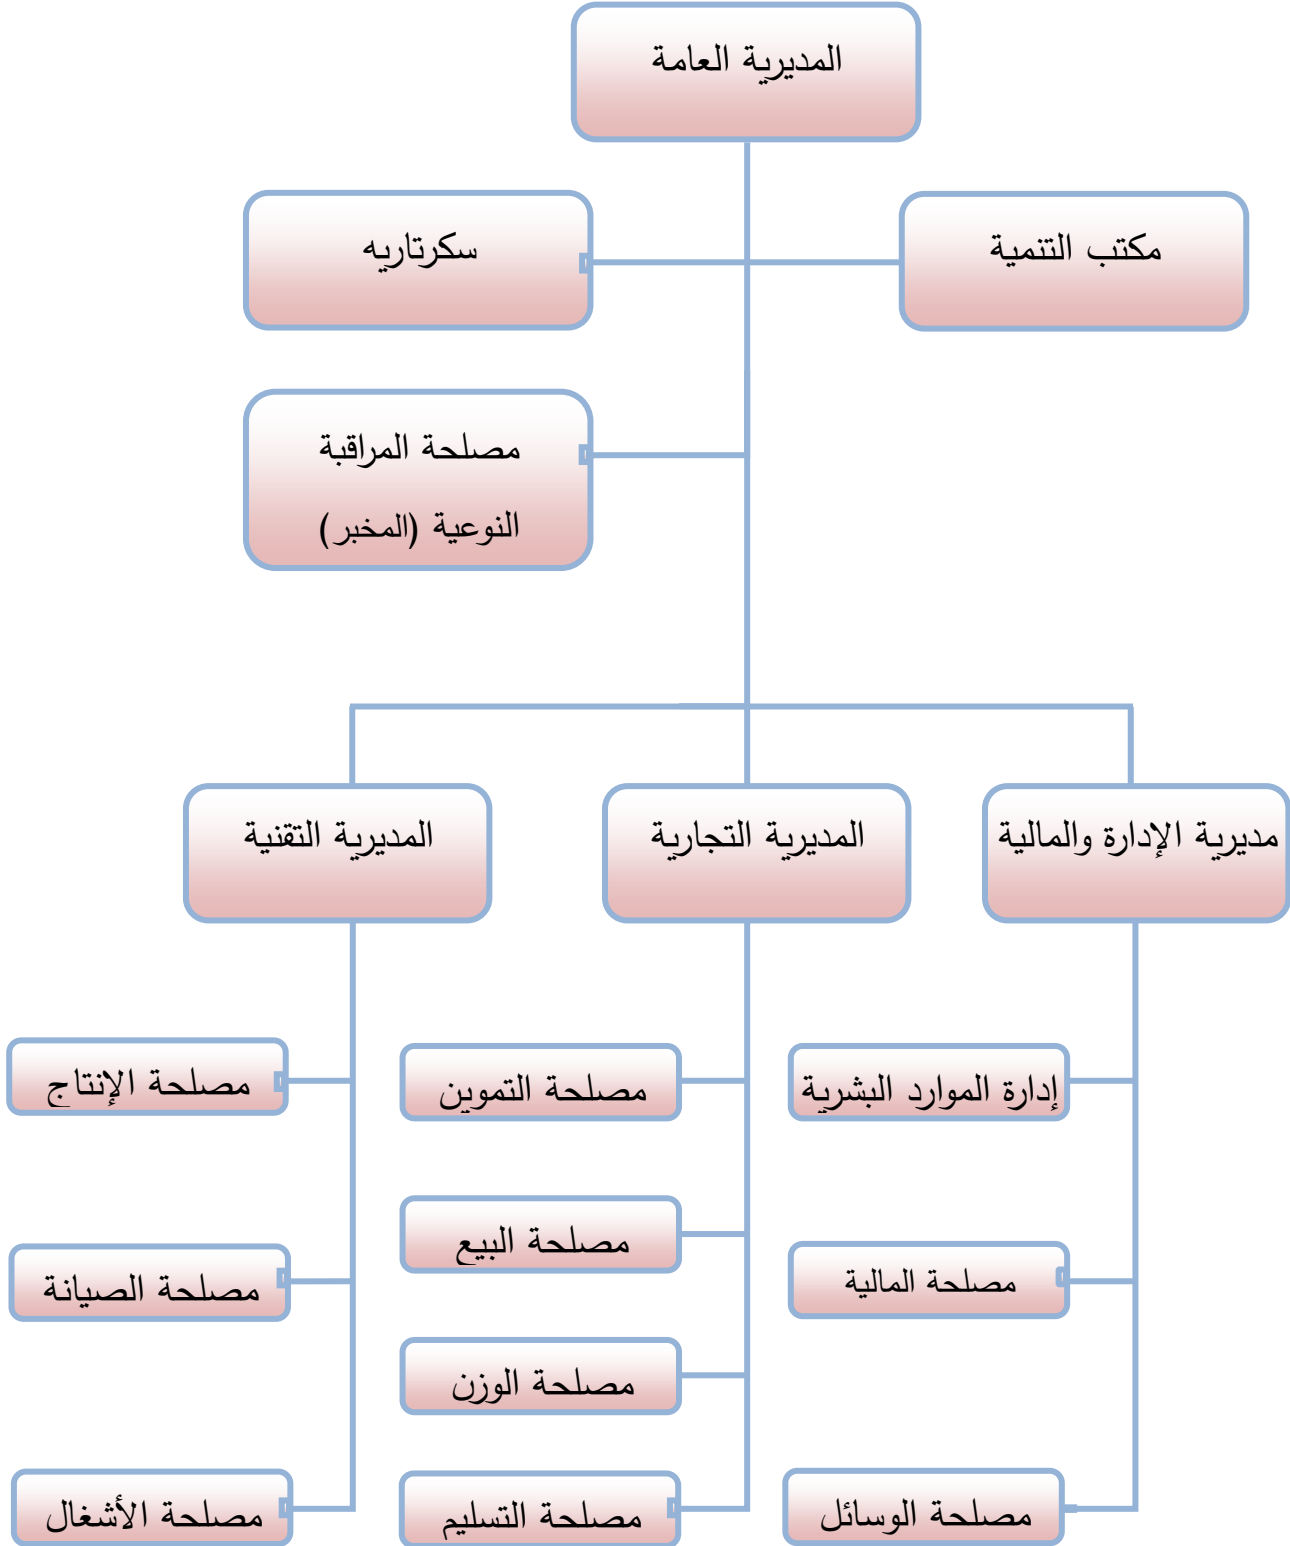 المديرية العامة
مكتب التنمية
سكرتاريه
مصلحة المراقبة
النوعية (المخبر)
مديرية الإدارة والمالية
المديرية التجارية
المديرية التقنية
إدارة الموارد البشرية
مصلحة التموين
مصلحة الإنتاج
مصلحة المالية
مصلحة البيع
مصلحة الصيانة
مصلحة الوزن
مصلحة الوسائل
مصلحة التسليم
مصلحة الأشغال